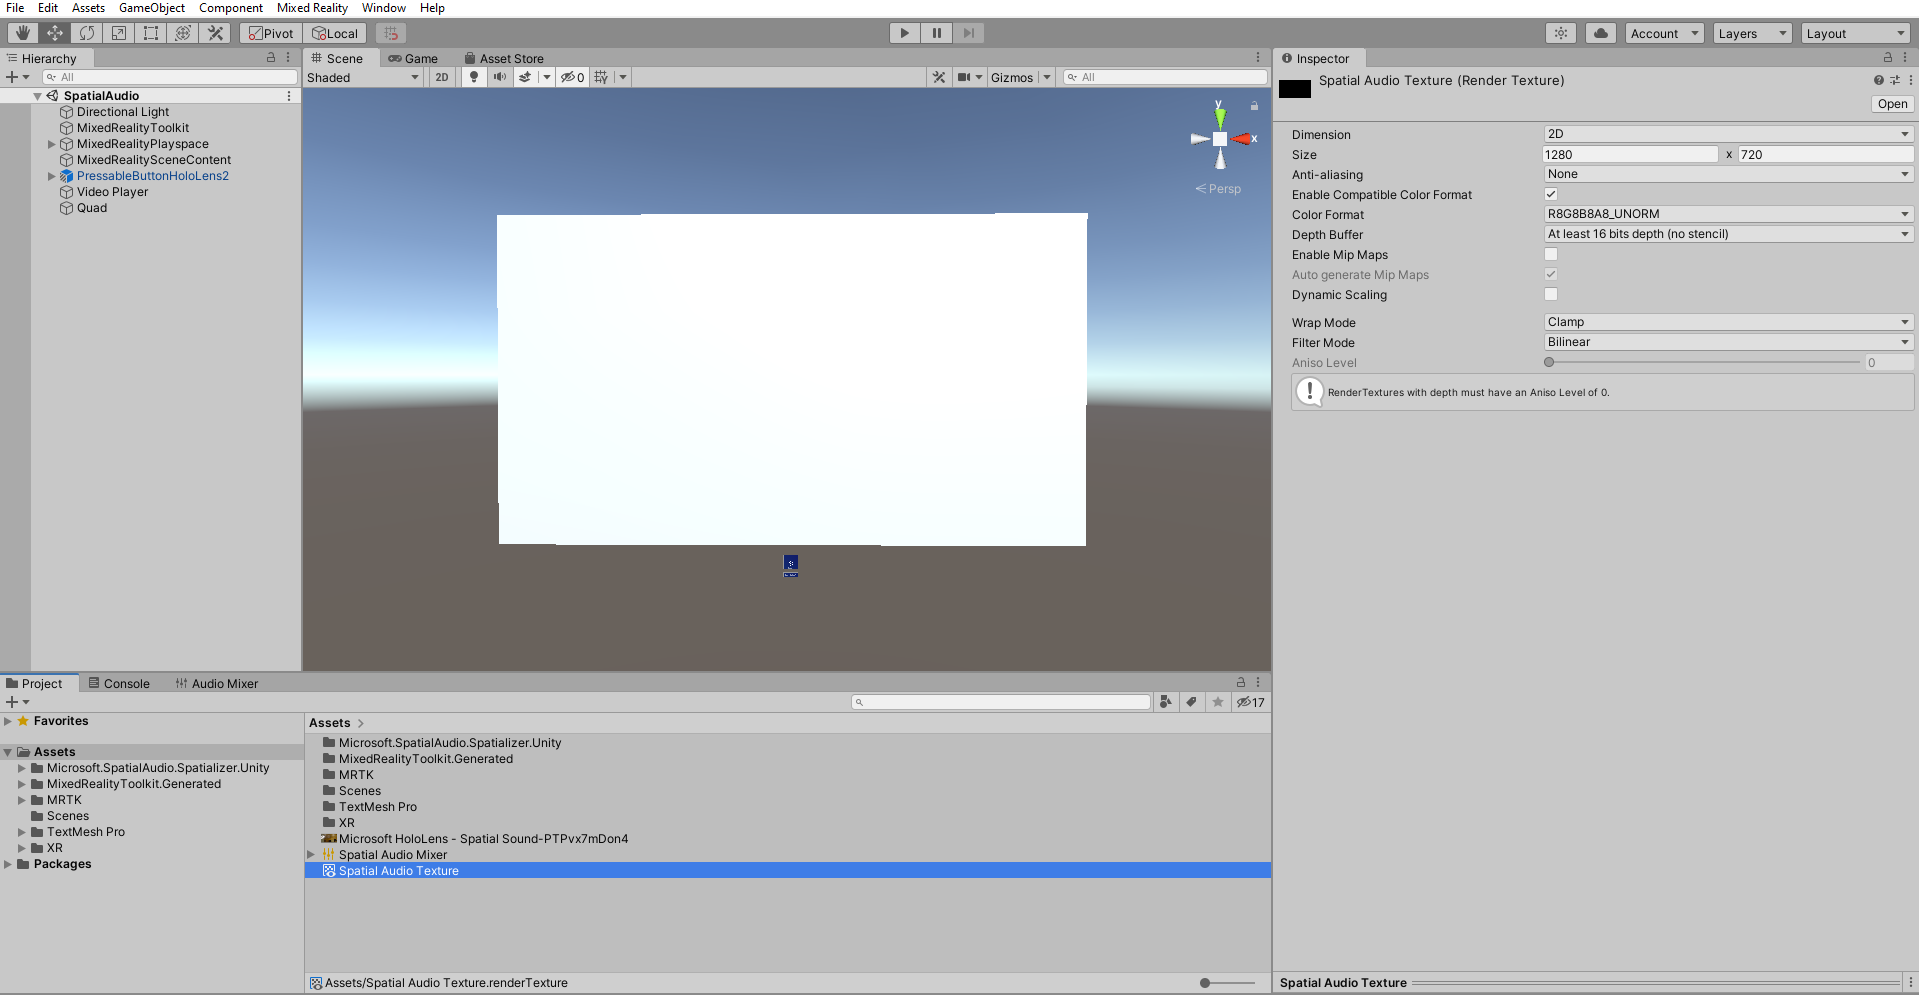 File Edit Assets GameObject Component Mixed Reality Window Help
Pivot Local Account Layers Layout
Hierarchy
All
SpatialAudio
Directional Light
MixedRealityToolkit
MixedRealityPlayspace
MixedRealitySceneContent
PressableButtonHoloLens2
Video Player
Quad
Scene Game Asset Store
Shaded 2D 0 Gizmos All
y
x
Persp
Inspector
Spatial Audio Texture (Render Texture)
Open
Dimension 2D
Size 1280 x 720
Anti-aliasing None
Enable Compatible Color Format
Color Format R8G8B8A8_UNORM
Depth Buffer At least 16 bits depth (no stencil)
Enable Mip Maps
Auto generate Mip Maps
Dynamic Scaling
Wrap Mode Clamp
Filter Mode Bilinear
Aniso Level 0
RenderTextures with depth must have an Aniso Level of 0.
Project Console Audio Mixer
17
Favorites
Assets
Microsoft.SpatialAudio.Spatializer.Unity
MixedRealityToolkit.Generated
MRTK
Scenes
TextMesh Pro
XR
Packages
Assets
Microsoft.SpatialAudio.Spatializer.Unity
MixedRealityToolkit.Generated
MRTK
Scenes
TextMesh Pro
XR
Microsoft HoloLens - Spatial Sound-PTPvx7mDon4
Spatial Audio Mixer
Spatial Audio Texture
Assets/Spatial Audio Texture.renderTexture
Spatial Audio Texture